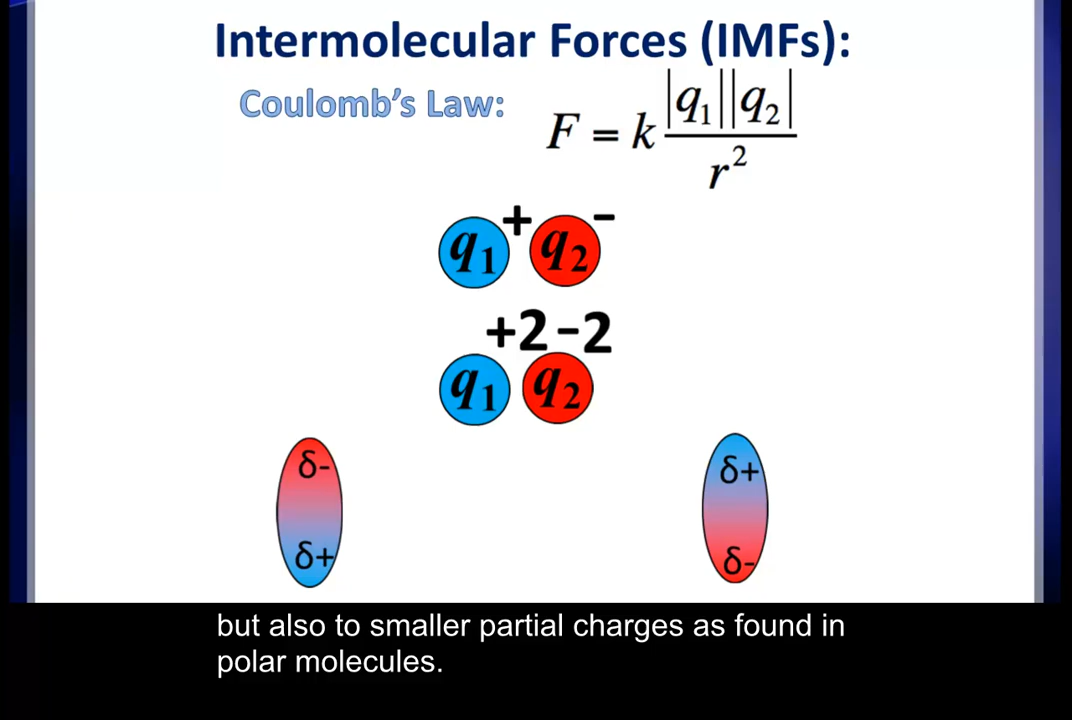 Intermolecular Forces (IMFs):
Coulomb's Law: F = k |q₁||q₂| / r²
q₁ + q₂ −
+2 −2
q₁ q₂
δ- δ+
δ+ δ-
but also to smaller partial charges as found in
polar molecules.